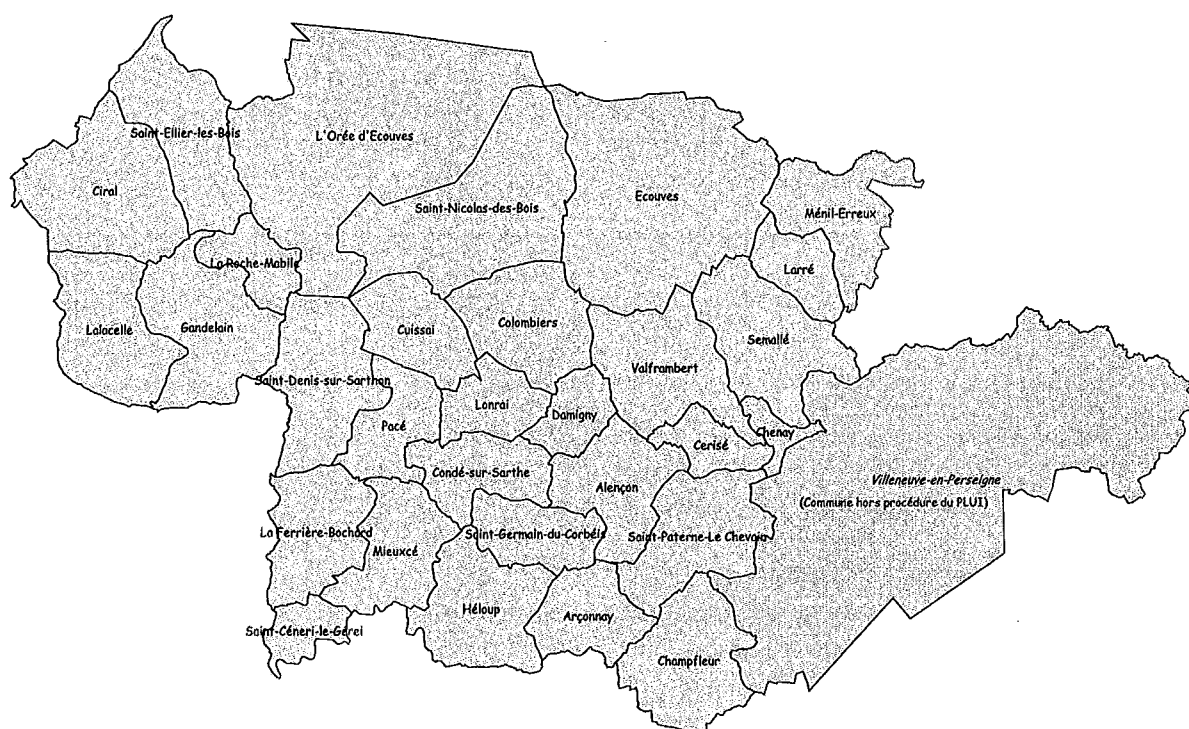 Saint-Ellier-les-Bois
L'Orée d'Ecouves
Ciral
Saint-Nicolas-des-Bois
Ecouves
Ménil-Erreux
La Roche-Mabile
Larré
Lalacelle
Gandelain
Cuissai
Colombiers
Semallé
Valframbert
Saint-Denis-sur-Sarthon
Lonrai
Damigny
Pacé
Cerisé
Chenay
Condé-sur-Sarthe
Alençon
Villeneuve-en-Perseigne
(Commune hors procédure du PLUI)
La Ferrière-Bochard
Saint-Germain-du-Corbéis
Saint-Paterne-Le Chevain
Mieuxcé
Héloup
Arçonnay
Saint-Céneri-le-Gérei
Champfleur